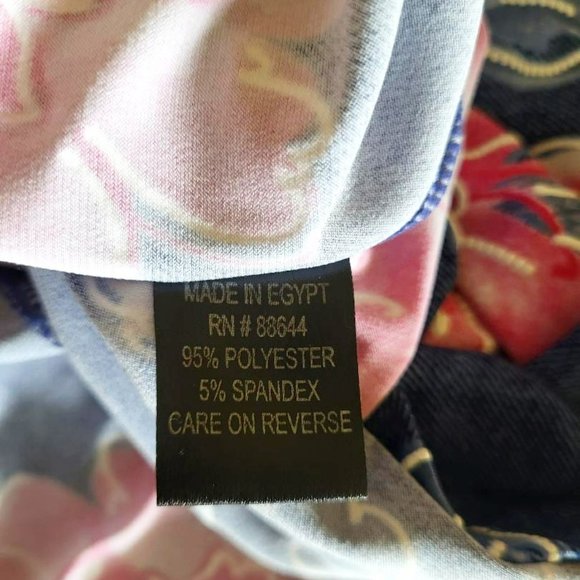 MADE IN EGYPT
RN # 88644
95% POLYESTER
5% SPANDEX
CARE ON REVERSE